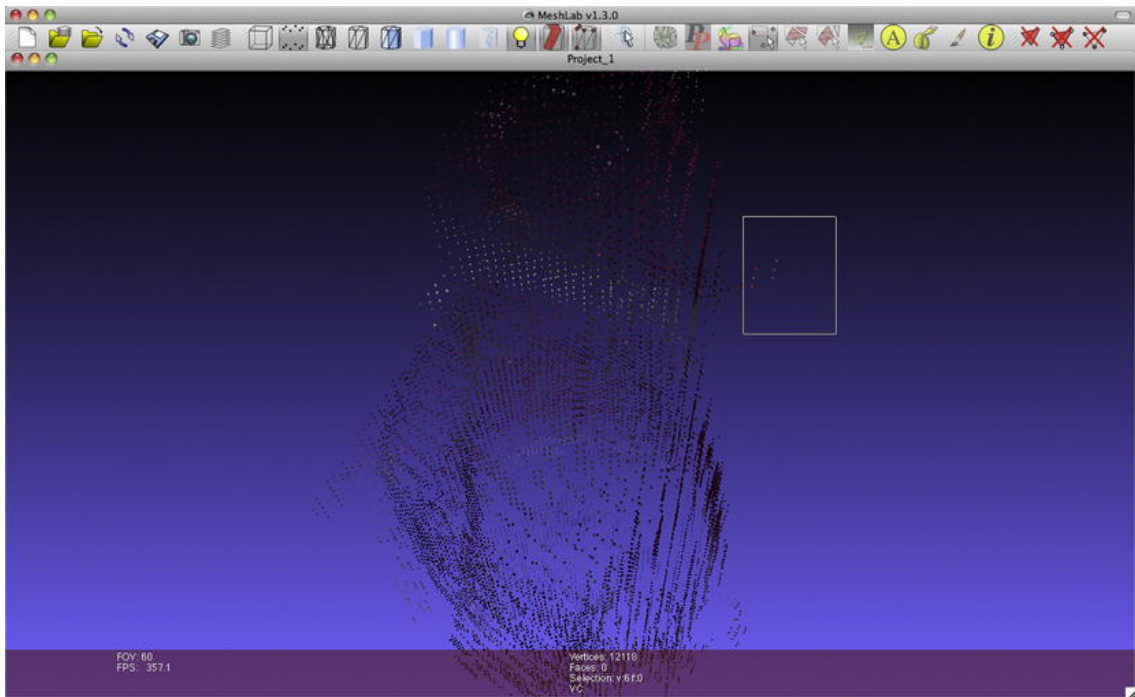 MeshLab v1.3.0
A
i
Project_1
FOV: 60
FPS: 357.1
Vertices: 12118
Faces: 0
Selection: v:6 f:0
VC